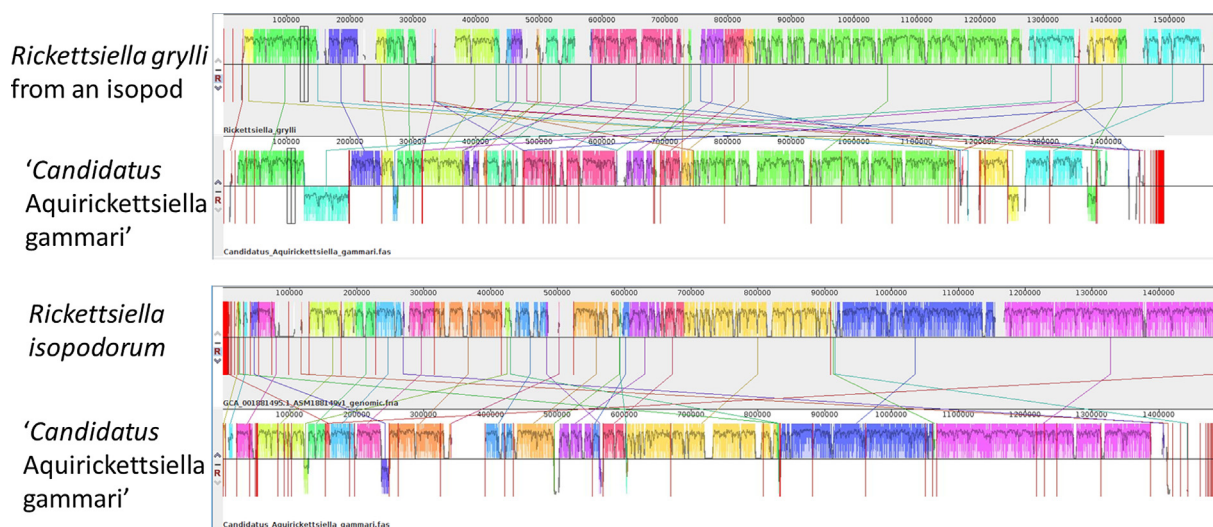 100000 200000 300000 400000 500000 600000 700000 800000 900000 1000000 1100000 1200000 1300000 1400000 1500000
Rickettsiella grylli
from an isopod
R
Rickettsiella_grylli
100000 200000 300000 400000 500000 600000 700000 800000 900000 1000000 1100000 1200000 1300000 1400000
‘Candidatus
Aquirickettsiella
gammari’
R
Candidatus_Aquirickettsiella_gammari.fas
100000 200000 300000 400000 500000 600000 700000 800000 900000 1000000 1100000 1200000 1300000 1400000
Rickettsiella
isopodorum
R
GCA_001881495.1_ASM188149v1_genomic.fna
100000 200000 300000 400000 500000 600000 700000 800000 900000 1000000 1100000 1200000 1300000 1400000
‘Candidatus
Aquirickettsiella
gammari’
R
Candidatus_Aquirickettsiella_gammari.fas